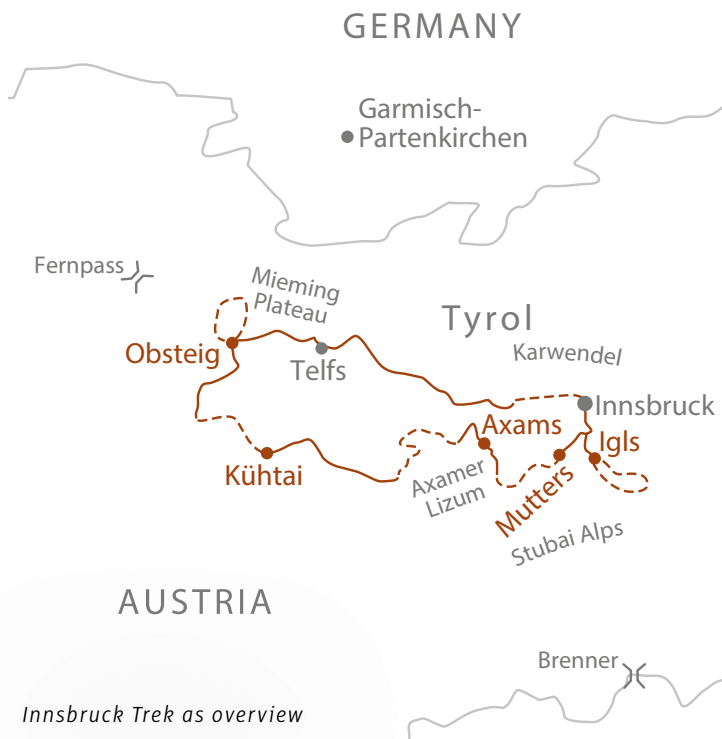 GERMANY
Garmisch-
Partenkirchen
Fernpass
Mieming
Plateau
Tyrol
Obsteig
Telfs
Karwendel
Innsbruck
Axams
Igls
Kühtai
Axamer
Lizum
Mutters
Stubai Alps
AUSTRIA
Brenner
Innsbruck Trek as overview